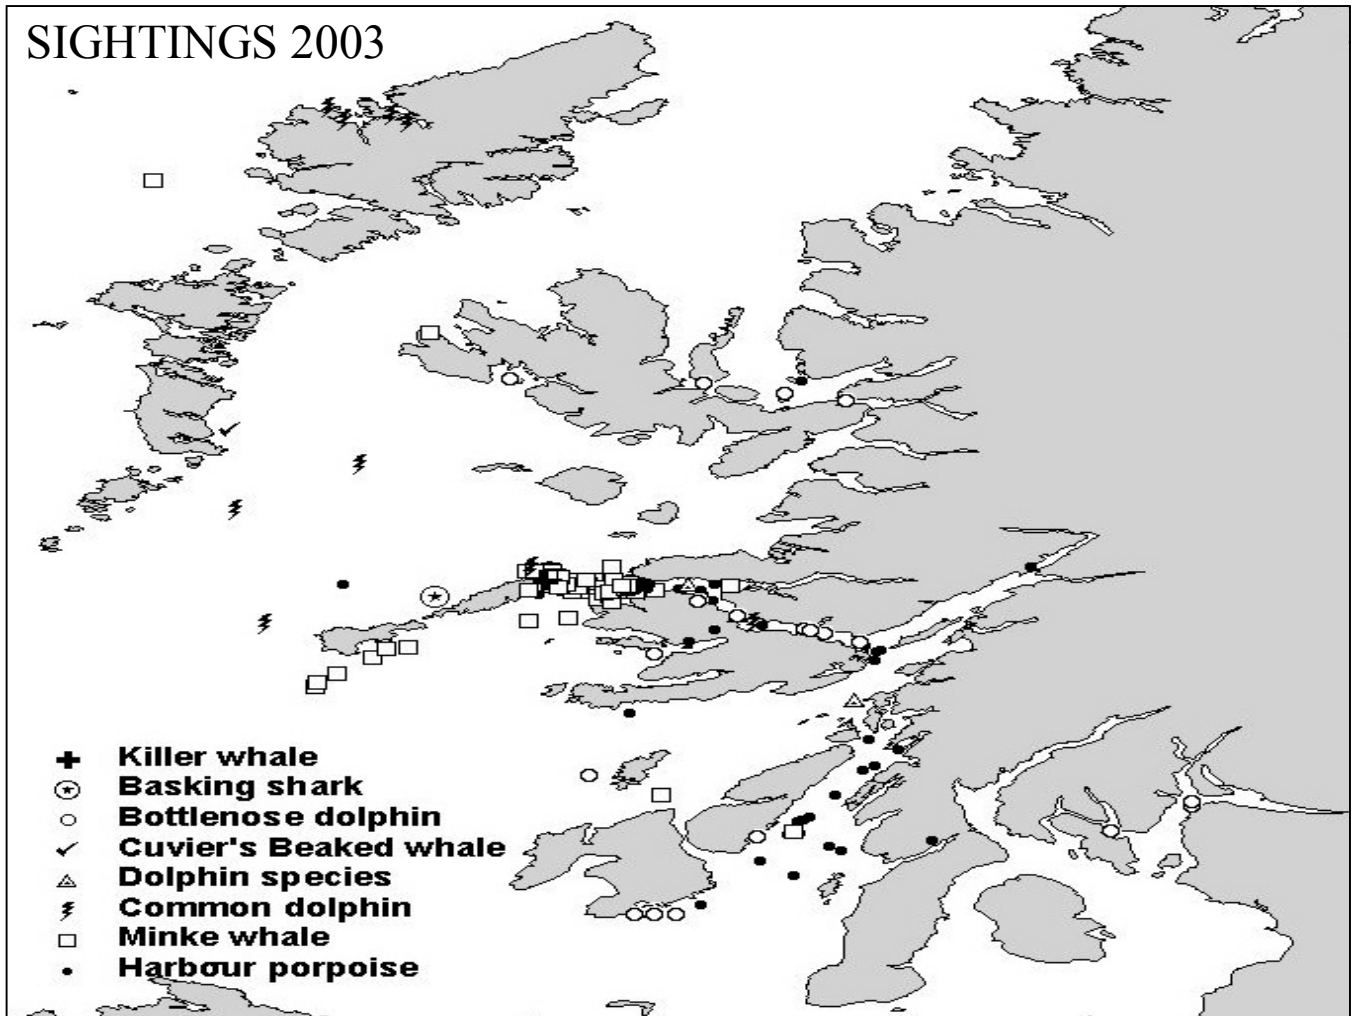 SIGHTINGS 2003
Killer whale
Basking shark
Bottlenose dolphin
Cuvier's Beaked whale
Dolphin species
Common dolphin
Minke whale
Harbour porpoise